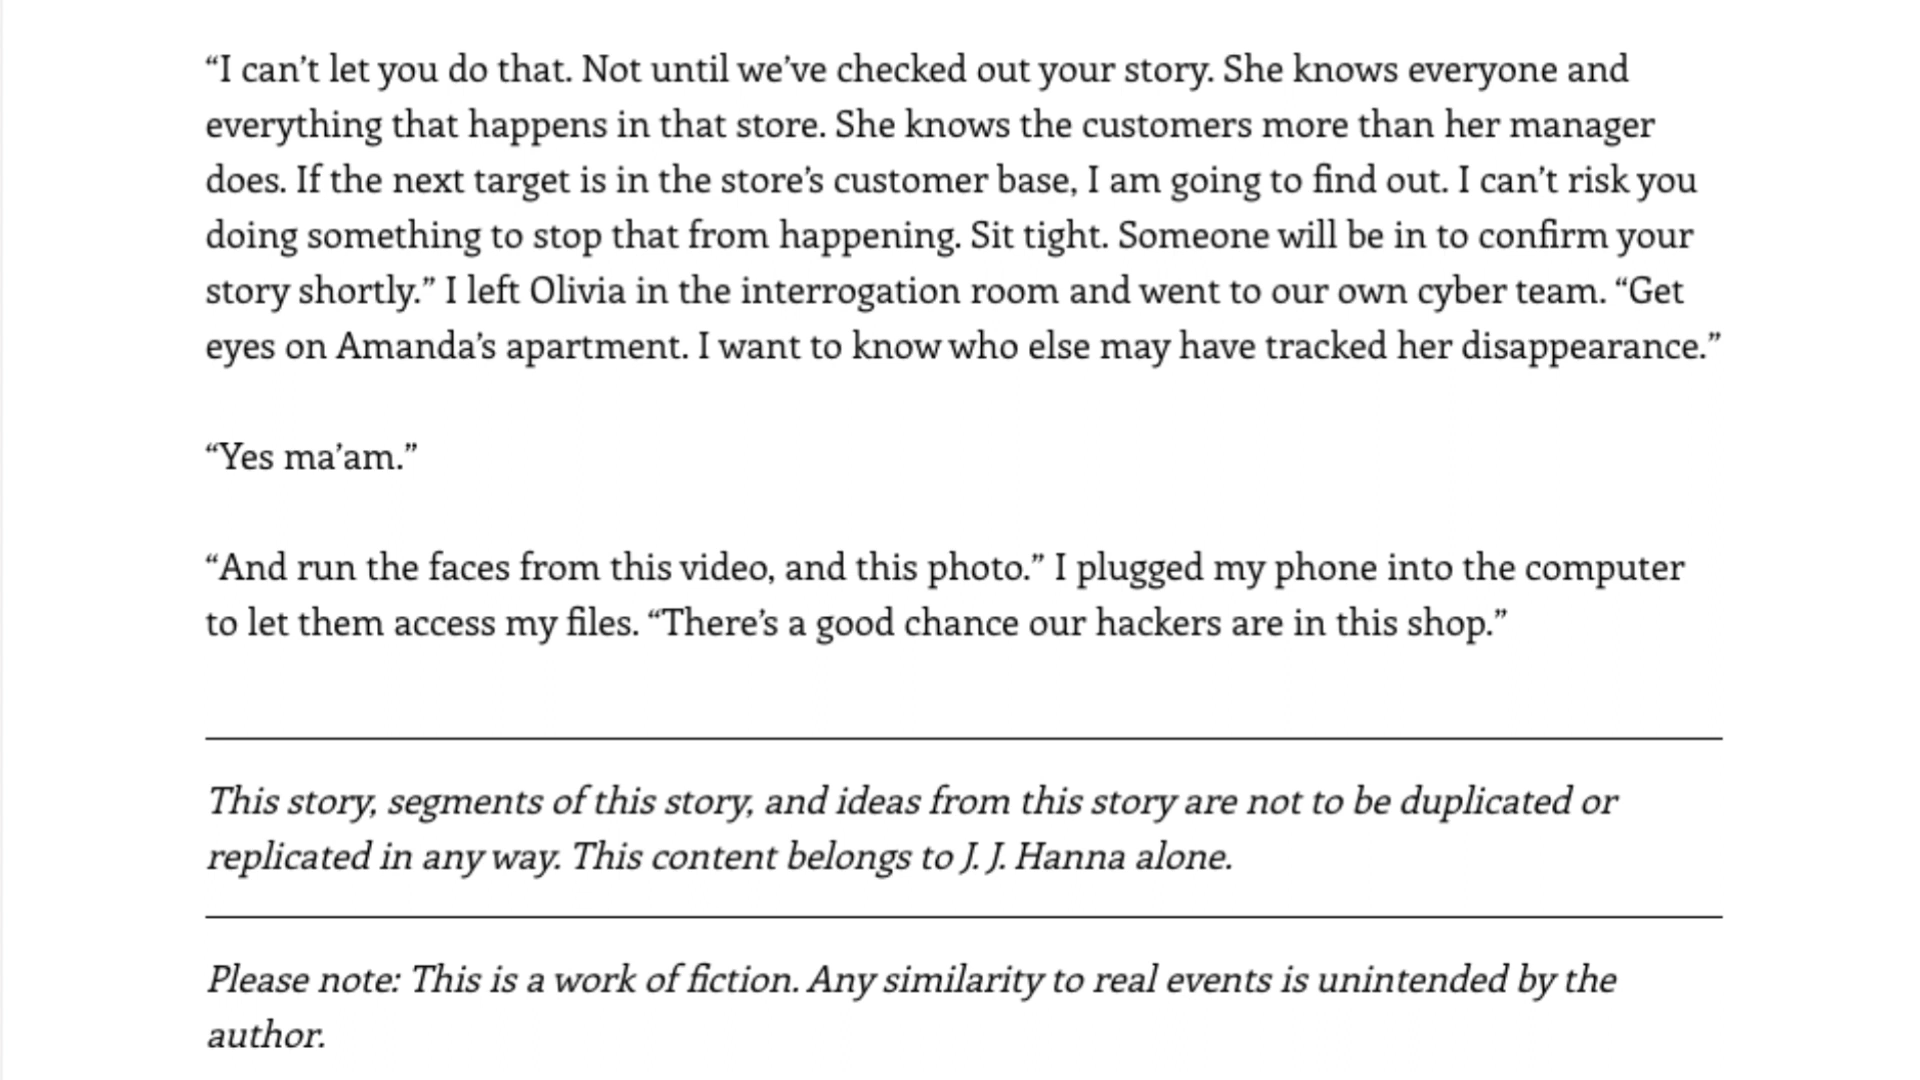 “I can’t let you do that. Not until we’ve checked out your story. She knows everyone and
everything that happens in that store. She knows the customers more than her manager
does. If the next target is in the store’s customer base, I am going to find out. I can’t risk you
doing something to stop that from happening. Sit tight. Someone will be in to confirm your
story shortly.” I left Olivia in the interrogation room and went to our own cyber team. “Get
eyes on Amanda’s apartment. I want to know who else may have tracked her disappearance.”
“Yes ma’am.”
“And run the faces from this video, and this photo.” I plugged my phone into the computer
to let them access my files. “There’s a good chance our hackers are in this shop.”
This story, segments of this story, and ideas from this story are not to be duplicated or
replicated in any way. This content belongs to J. J. Hanna alone.
Please note: This is a work of fiction. Any similarity to real events is unintended by the
author.